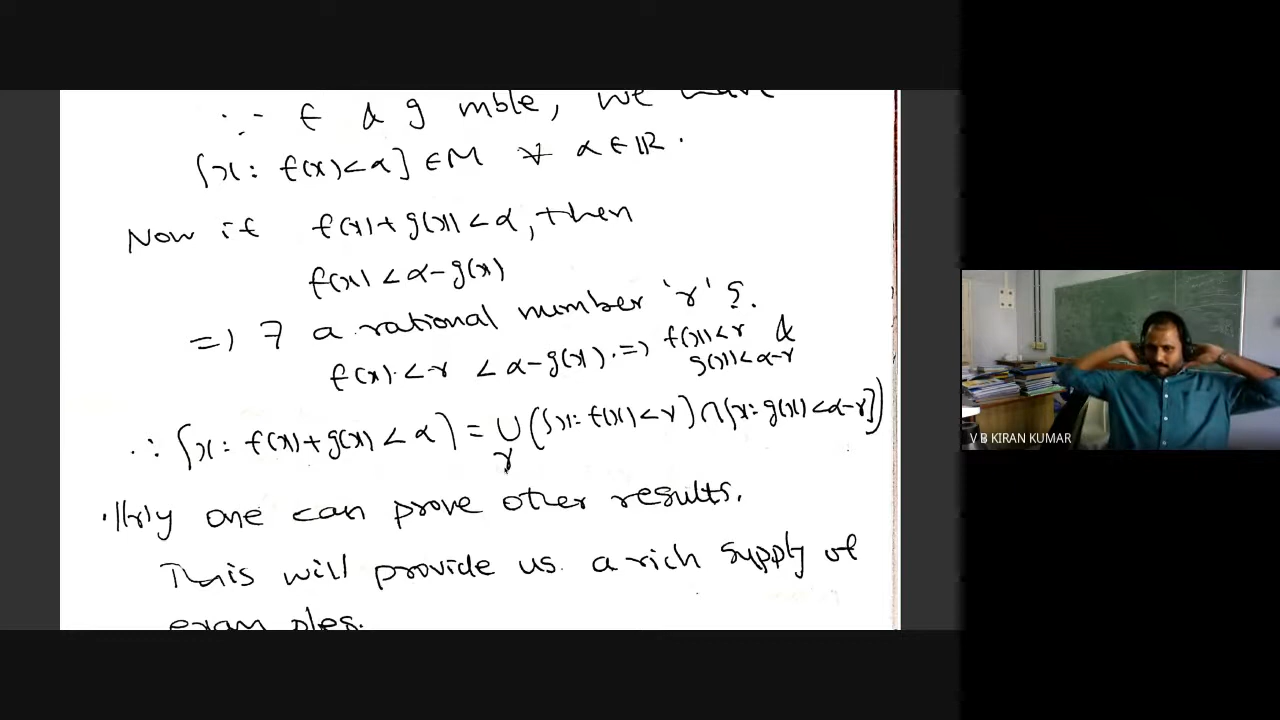 ∵ f & g mble, we have
{x: f(x)<α} ∈ M ∀ α ∈ ℝ.
Now if f(x)+g(x)<α, then
f(x)<α-g(x)
=) ∃ a rational number 'r' ∋.
f(x)<r<α-g(x).=) f(x)<r &
g(x)<α-r
∴ {x: f(x)+g(x)<α} = ∪ ({x: f(x)<r} ∩ {x: g(x)<α-r})
r
·llrly one can prove other results.
This will provide us. a rich supply of
examples.
V B KIRAN KUMAR